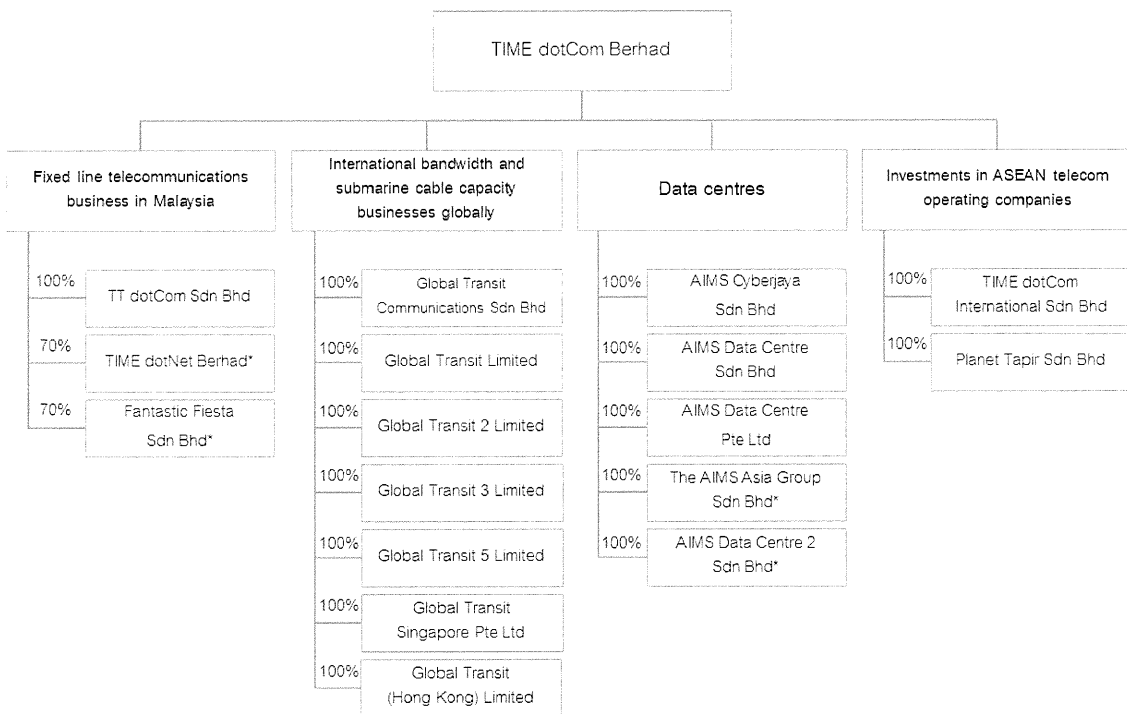 TIME dotCom Berhad
Fixed line telecommunications
business in Malaysia
International bandwidth and
submarine cable capacity
businesses globally
Data centres
Investments in ASEAN telecom
operating companies
100%
TT dotCom Sdn Bhd
70%
TIME dotNet Berhad*
70%
Fantastic Fiesta
Sdn Bhd*
100%
Global Transit
Communications Sdn Bhd
100%
Global Transit Limited
100%
Global Transit 2 Limited
100%
Global Transit 3 Limited
100%
Global Transit 5 Limited
100%
Global Transit
Singapore Pte Ltd
100%
Global Transit
(Hong Kong) Limited
100%
AIMS Cyberjaya
Sdn Bhd
100%
AIMS Data Centre
Sdn Bhd
100%
AIMS Data Centre
Pte Ltd
100%
The AIMS Asia Group
Sdn Bhd*
100%
AIMS Data Centre 2
Sdn Bhd*
100%
TIME dotCom
International Sdn Bhd
100%
Planet Tapir Sdn Bhd